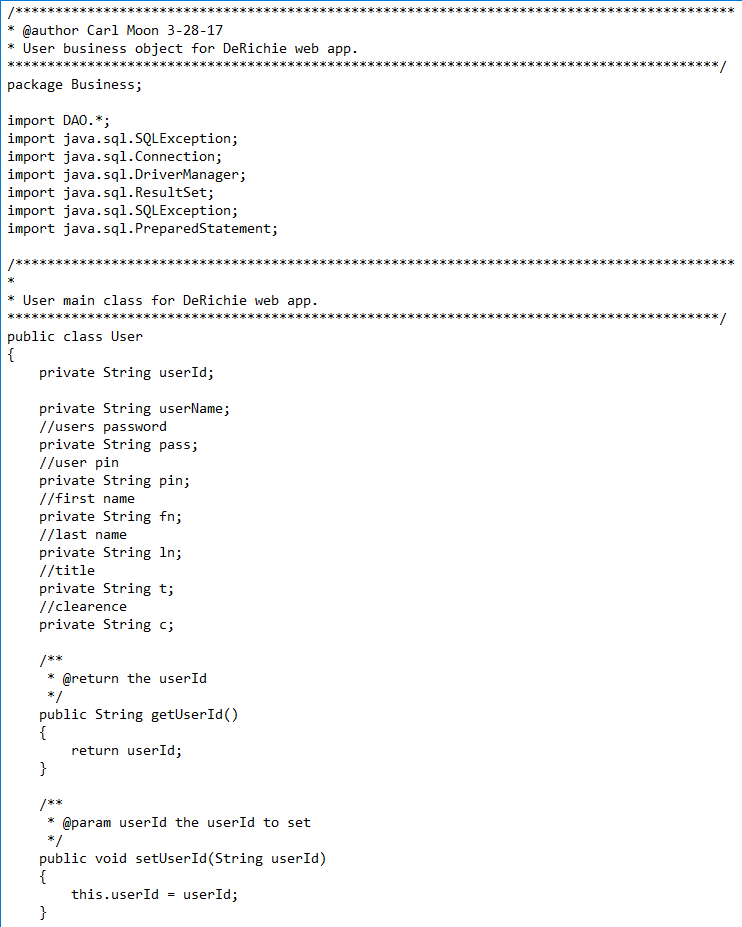 /******************************************************************************************
* @author Carl Moon 3-28-17
* User business object for DeRichie web app.
*****************************************************************************************/
package Business;

import DAO.*;
import java.sql.SQLException;
import java.sql.Connection;
import java.sql.DriverManager;
import java.sql.ResultSet;
import java.sql.SQLException;
import java.sql.PreparedStatement;

/******************************************************************************************
*
* User main class for DeRichie web app.
*****************************************************************************************/
public class User
{
    private String userId;

    private String userName;
    //users password
    private String pass;
    //user pin
    private String pin;
    //first name
    private String fn;
    //last name
    private String ln;
    //title
    private String t;
    //clearence
    private String c;

    /**
     * @return the userId
     */
    public String getUserId()
    {
        return userId;
    }

    /**
     * @param userId the userId to set
     */
    public void setUserId(String userId)
    {
        this.userId = userId;
    }